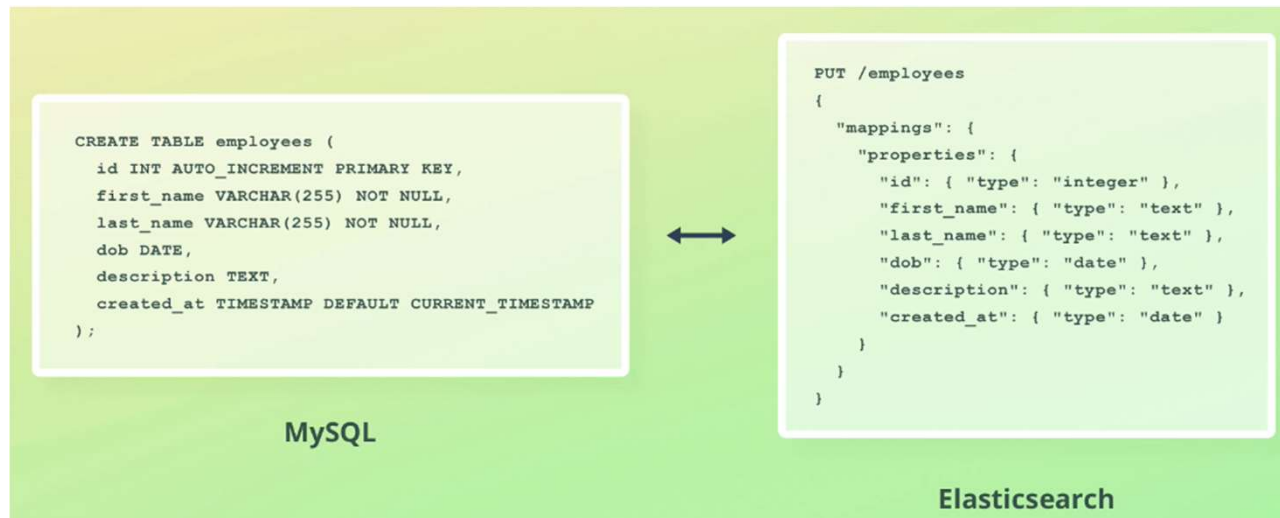 CREATE TABLE employees (
  id INT AUTO_INCREMENT PRIMARY KEY,
  first_name VARCHAR(255) NOT NULL,
  last_name VARCHAR(255) NOT NULL,
  dob DATE,
  description TEXT,
  created_at TIMESTAMP DEFAULT CURRENT_TIMESTAMP
);
MySQL
PUT /employees
{
  "mappings": {
    "properties": {
      "id": { "type": "integer" },
      "first_name": { "type": "text" },
      "last_name": { "type": "text" },
      "dob": { "type": "date" },
      "description": { "type": "text" },
      "created_at": { "type": "date" }
    }
  }
}
Elasticsearch